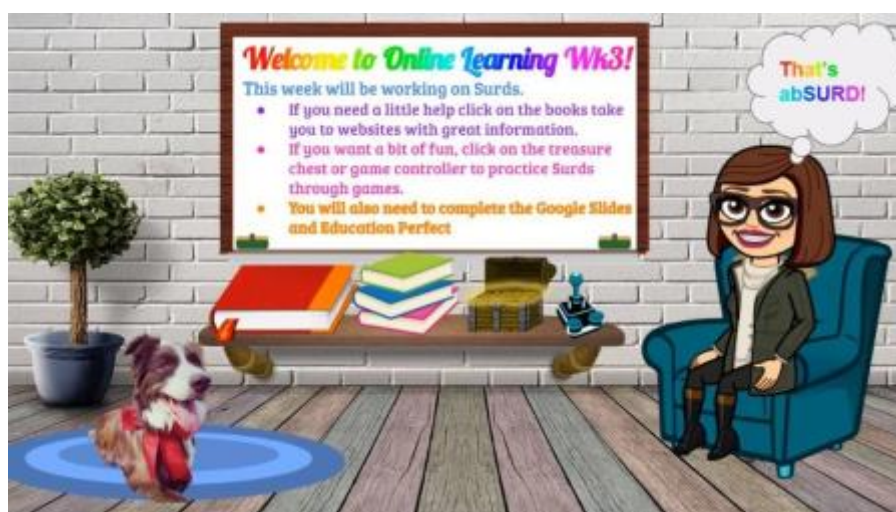 Welcome to Online Learning Wk3!
This week will be working on Surds.
● If you need a little help click on the books take
you to websites with great information.
● If you want a bit of fun, click on the treasure
chest or game controller to practice Surds
through games.
● You will also need to complete the Google Slides
and Education Perfect
That's
abSURD!